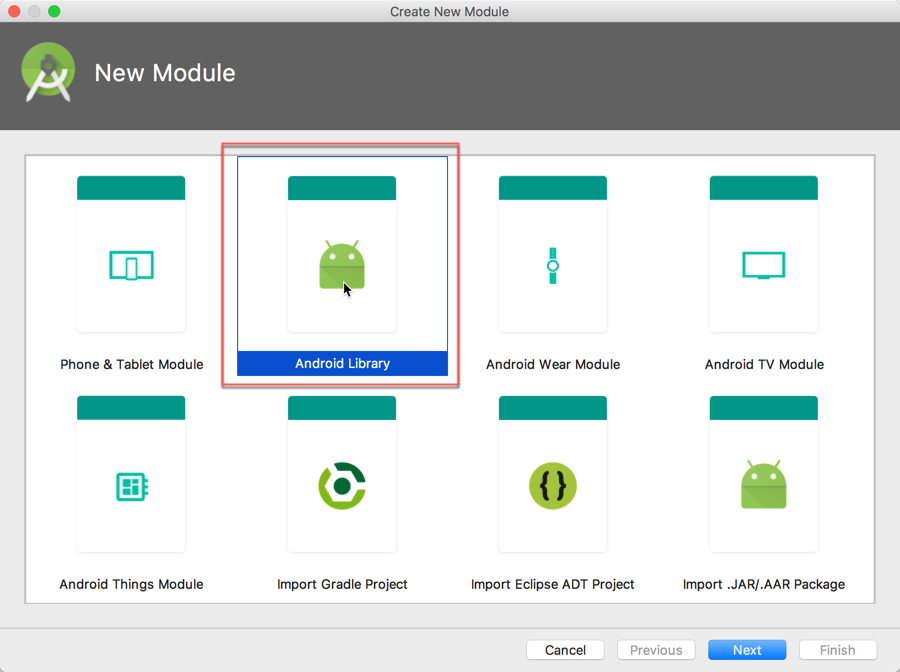 Create New Module
New Module
Phone & Tablet Module
Android Library
Android Wear Module
Android TV Module
{}
Android Things Module
Import Gradle Project
Import Eclipse ADT Project
Import .JAR/.AAR Package
Cancel
Previous
Next
Finish